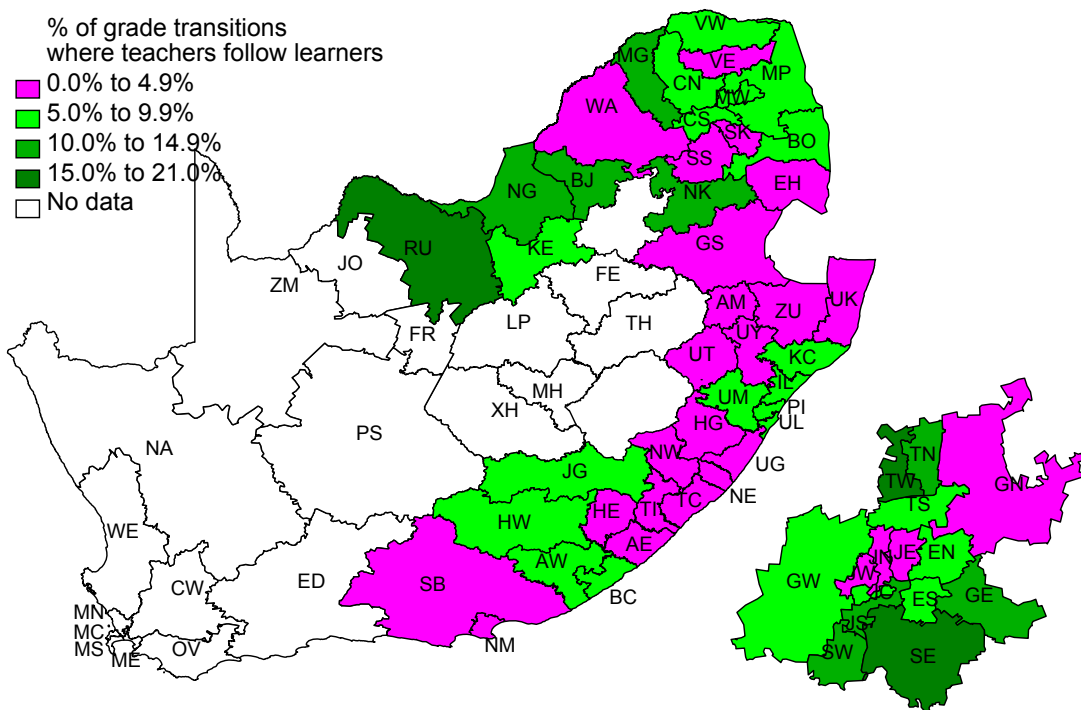 % of grade transitions
where teachers follow learners
0.0% to 4.9%
5.0% to 9.9%
10.0% to 14.9%
15.0% to 21.0%
No data
VW
MG
VE
CN
MP
WA
MW
CS
SK
BO
SS
NG
BJ
NK
EH
RU
KE
GS
JO
ZM
FE
AM
ZU
UK
FR
LP
TH
UY
UT
KC
MH
UM
IL
XH
PI
PS
HG
UL
NA
NW
UG
JG
TN
TW
GN
NE
TC
TS
HE
TI
WE
HW
AE
EN
JE
JN
AW
CW
ED
SB
GW
JW
JC
ES
GE
BC
MN
MC
JS
MS
ME
OV
NM
SW
SE